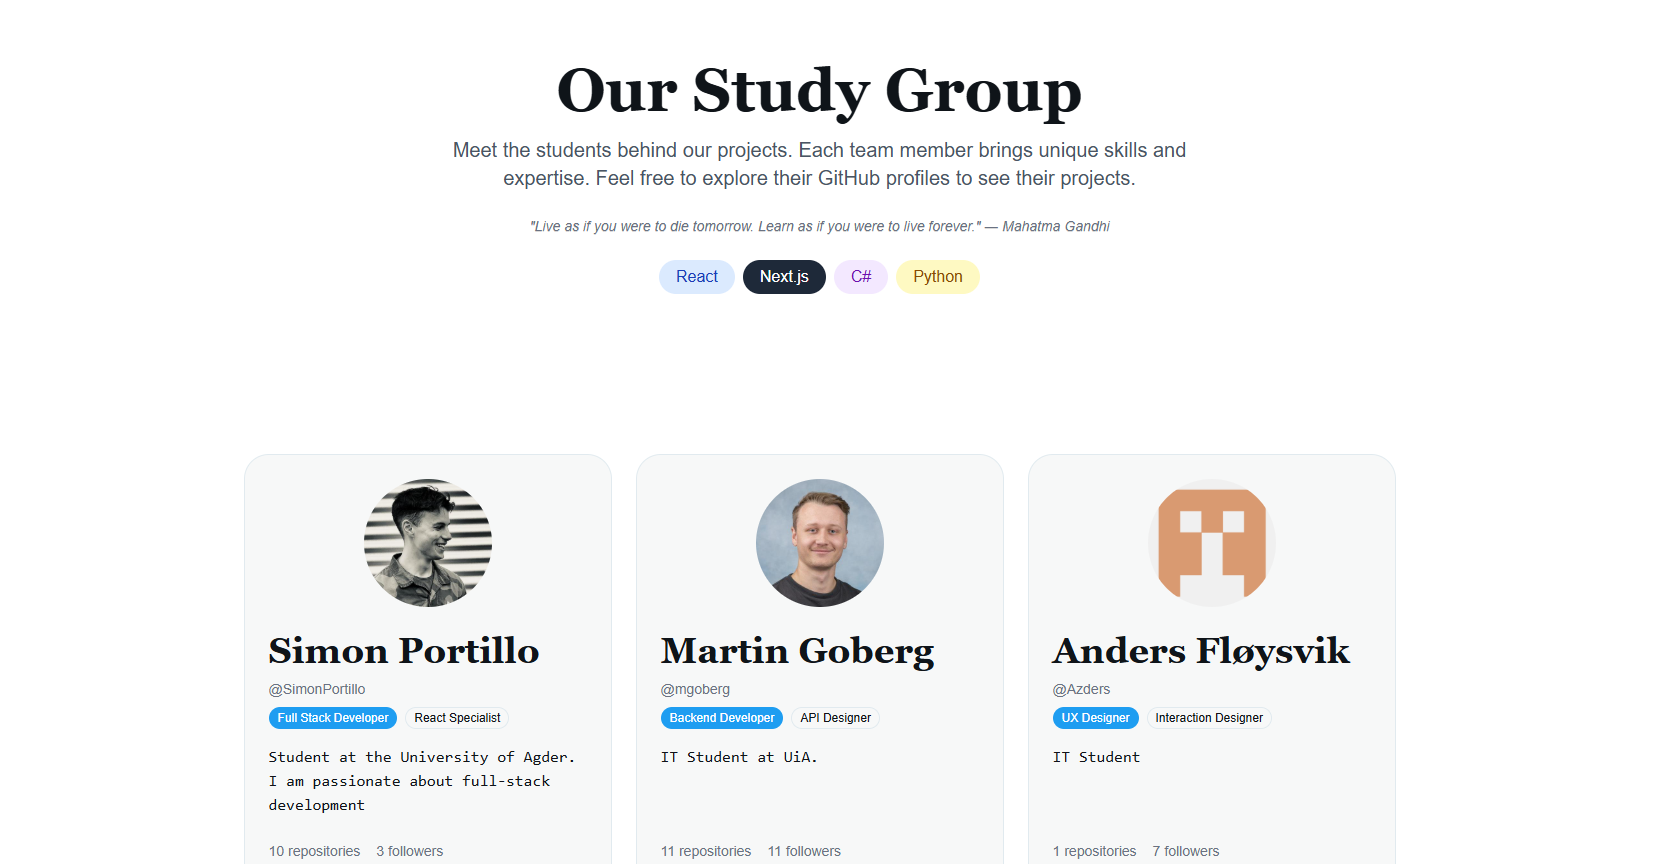 Our Study Group
Meet the students behind our projects. Each team member brings unique skills and
expertise. Feel free to explore their GitHub profiles to see their projects.
"Live as if you were to die tomorrow. Learn as if you were to live forever." — Mahatma Gandhi
React Next.js C# Python
Simon Portillo
@SimonPortillo
Full Stack Developer React Specialist
Student at the University of Agder.
I am passionate about full-stack
development
10 repositories 3 followers
Martin Goberg
@mgoberg
Backend Developer API Designer
IT Student at UiA.
11 repositories 11 followers
Anders Fløysvik
@Azders
UX Designer Interaction Designer
IT Student
1 repositories 7 followers